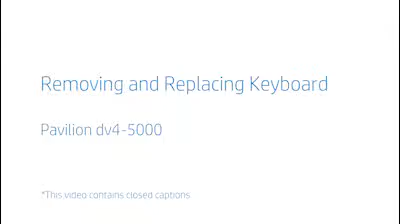 Removing and Replacing Keyboard
Pavilion dv4-5000
*This video contains closed captions